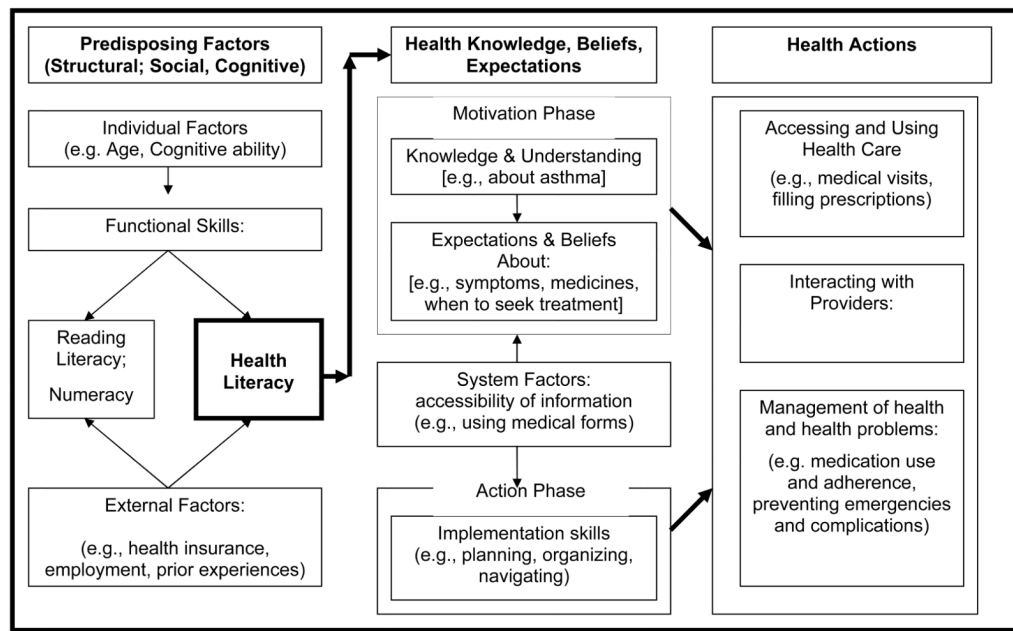 Predisposing Factors
(Structural; Social, Cognitive)
Individual Factors
(e.g. Age, Cognitive ability)
Functional Skills:
Reading
Literacy;
Numeracy
Health
Literacy
External Factors:
(e.g., health insurance,
employment, prior experiences)
Health Knowledge, Beliefs,
Expectations
Motivation Phase
Knowledge & Understanding
[e.g., about asthma]
Expectations & Beliefs
About:
[e.g., symptoms, medicines,
when to seek treatment]
System Factors:
accessibility of information
(e.g., using medical forms)
Action Phase
Implementation skills
(e.g., planning, organizing,
navigating)
Health Actions
Accessing and Using
Health Care
(e.g., medical visits,
filling prescriptions)
Interacting with
Providers:
Management of health
and health problems:
(e.g. medication use
and adherence,
preventing emergencies
and complications)